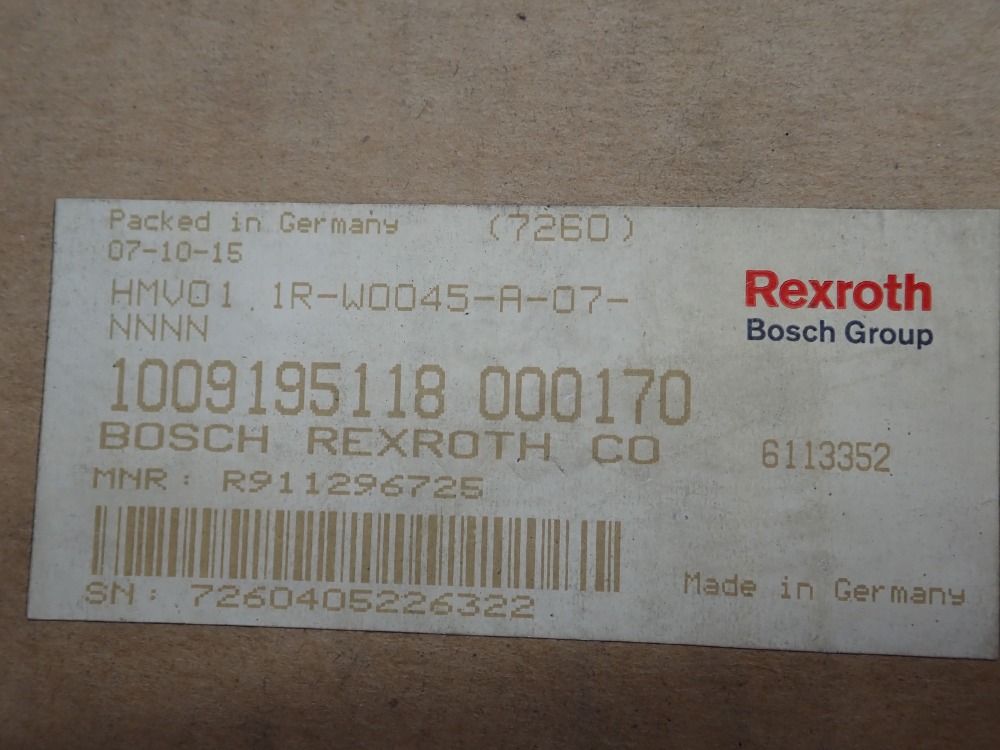 Packed in Germany (7260)
07-10-15
HMV01.1R-W0045-A-07-
NNNN
Rexroth
Bosch Group
1009195118 000170
BOSCH REXROTH CO 6113352
MNR: R911296725
SN: 7260405226322
Made in Germany